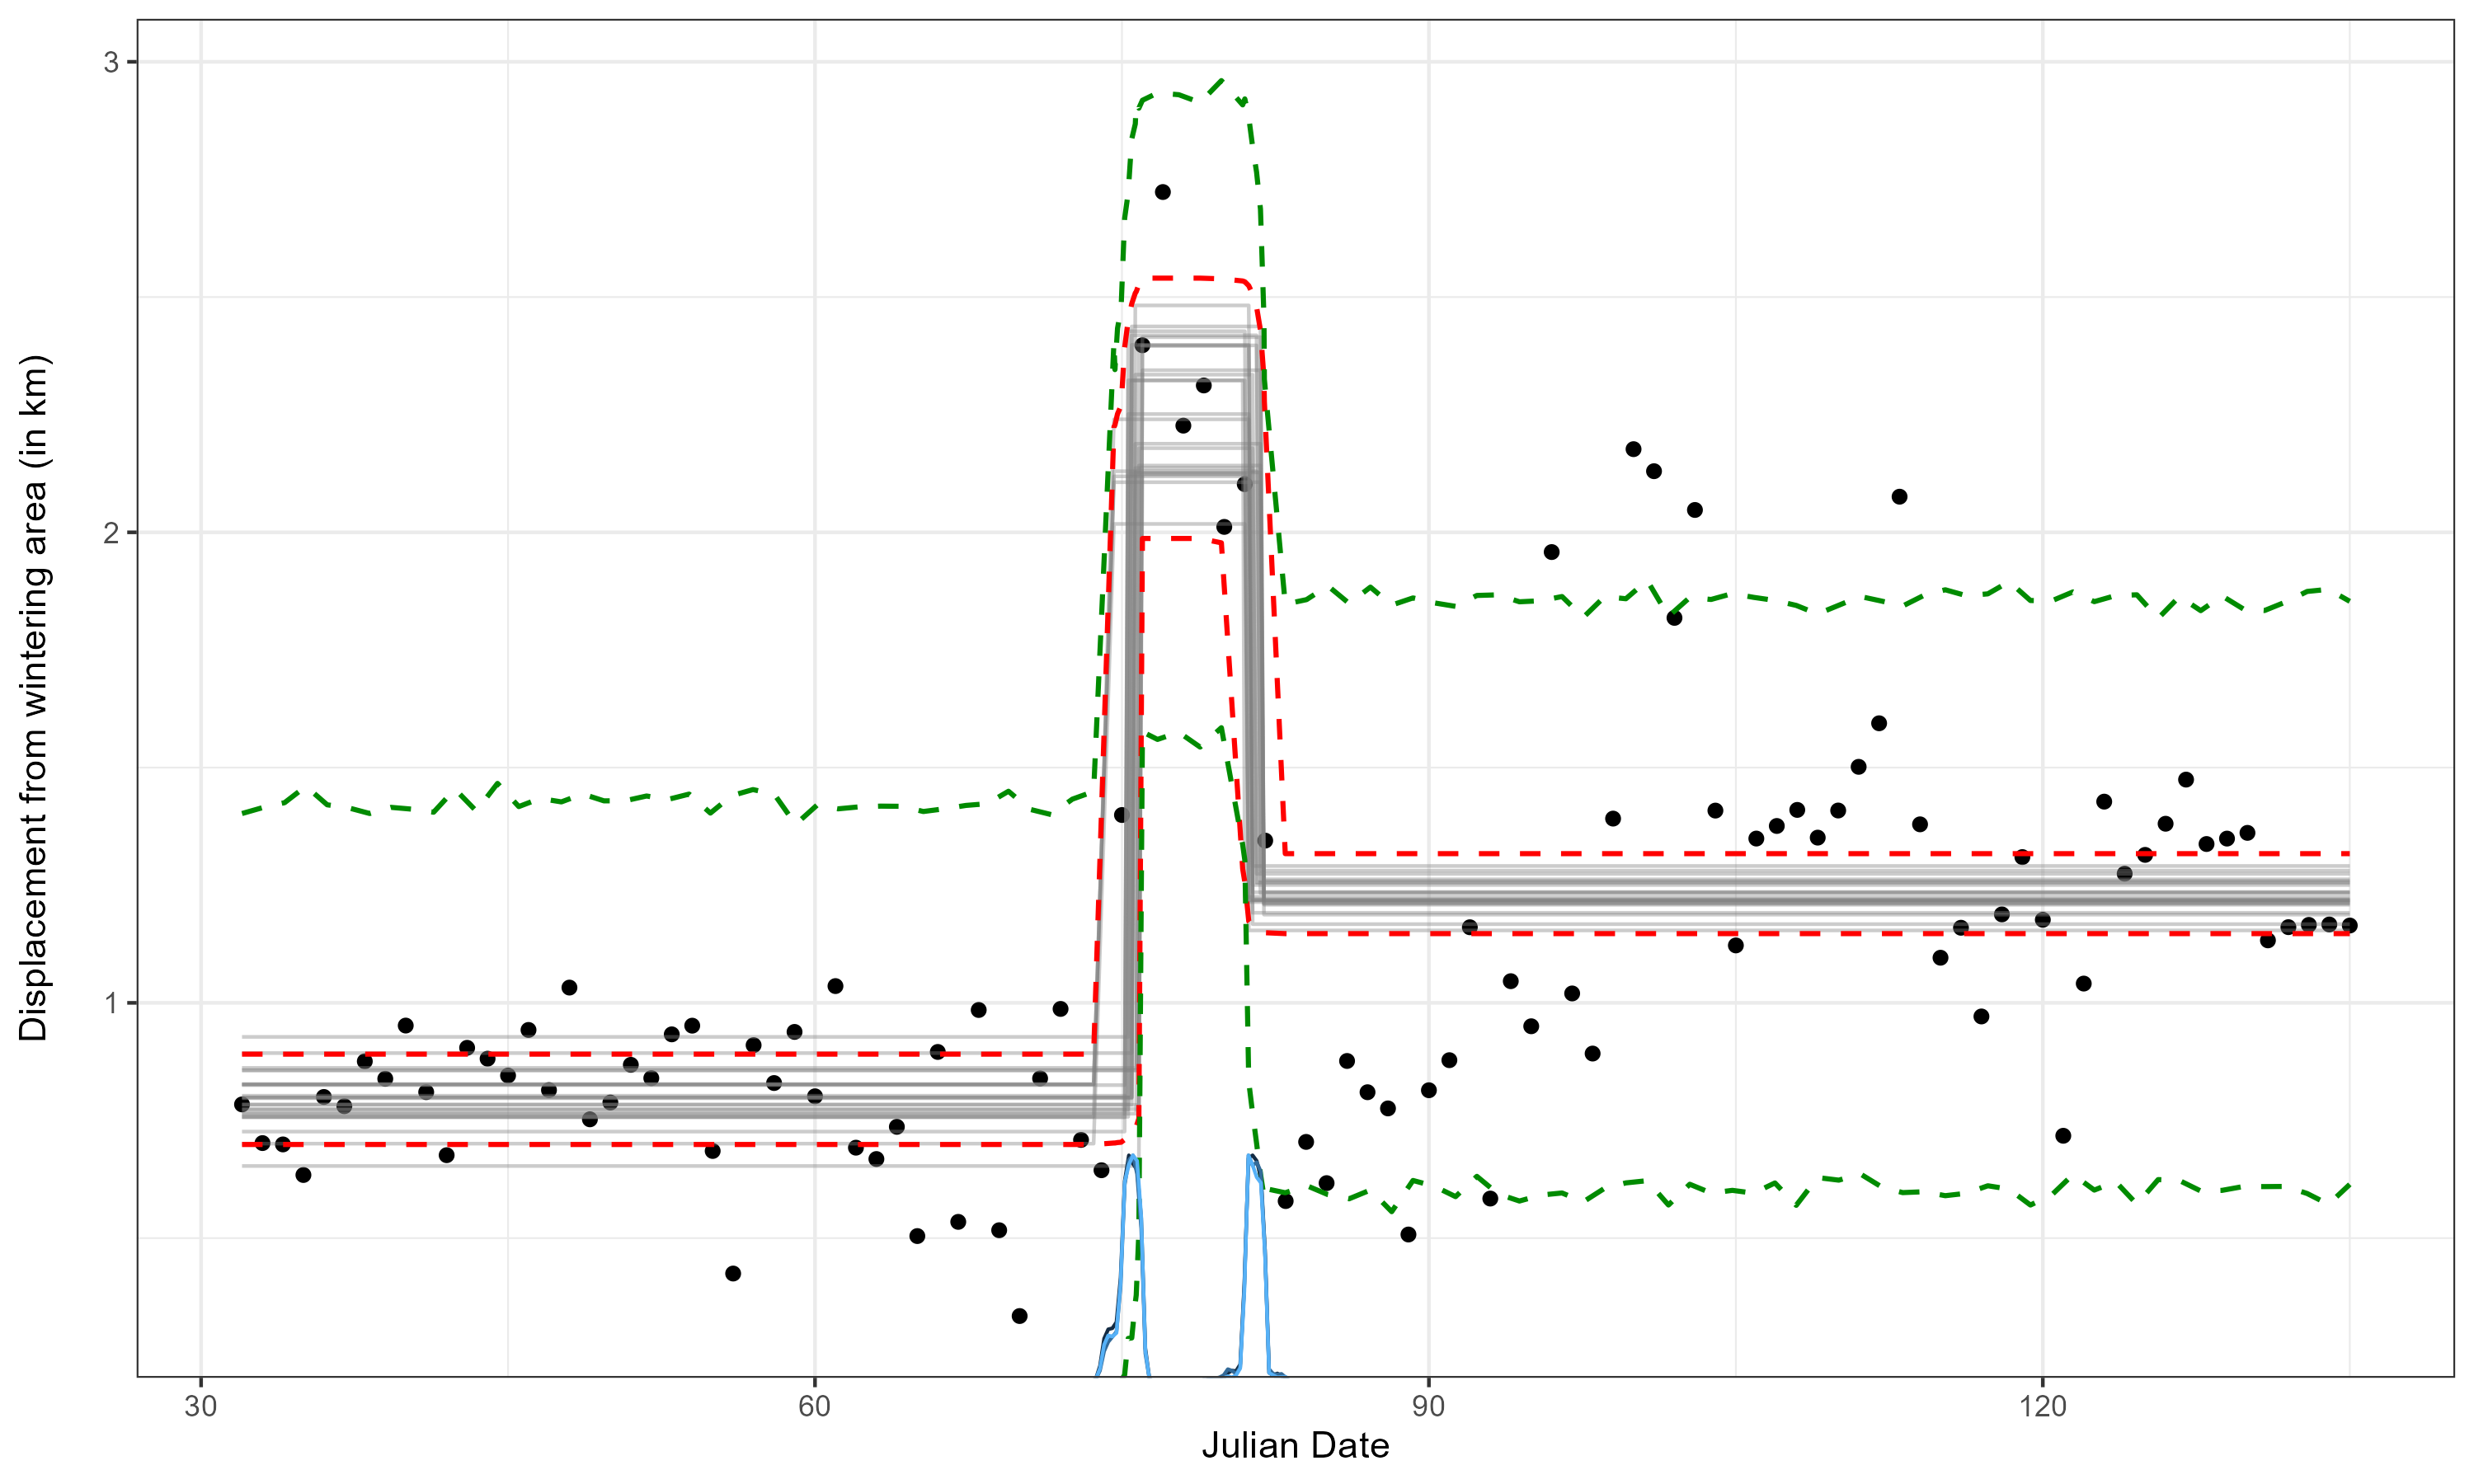 Displacement from wintering area (in km)
3
2
1
30 60 90 120
Julian Date